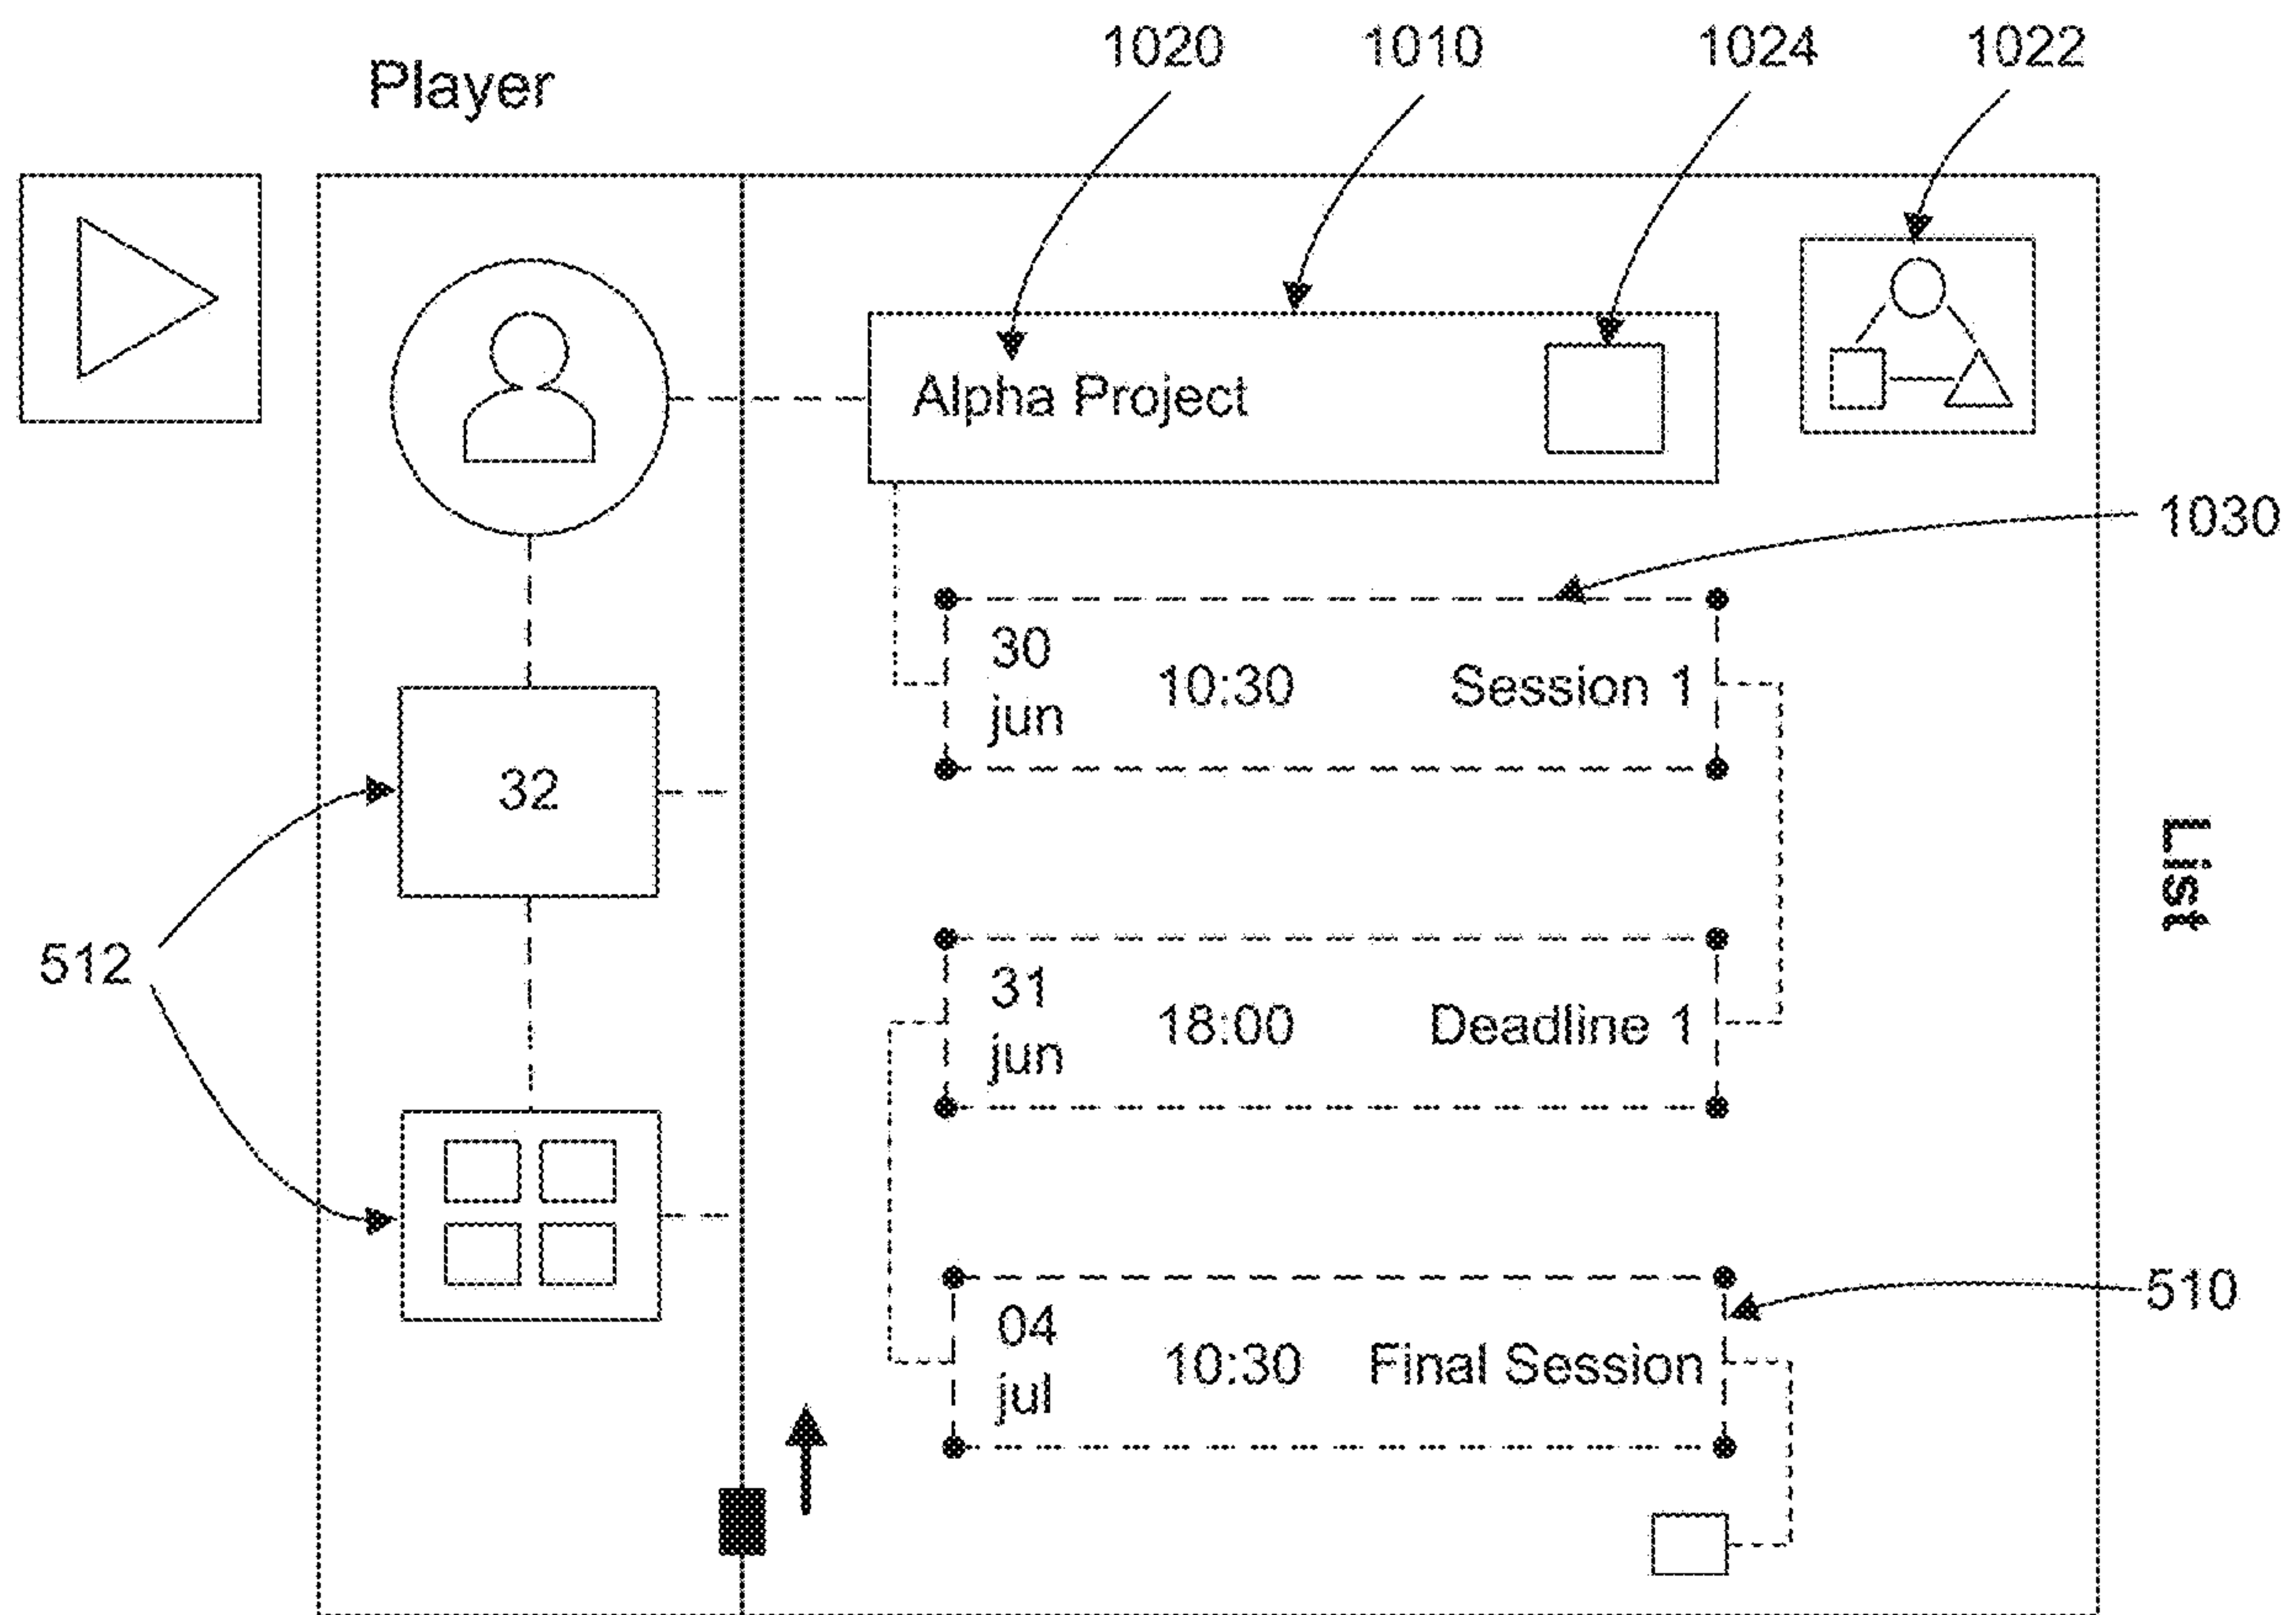 Player
1020
1010
1024
1022
Alpha Project
1030
30
jun
10:30
Session 1
32
List
512
31
jun
18:00
Deadline 1
510
04
jul
10:30
Final Session